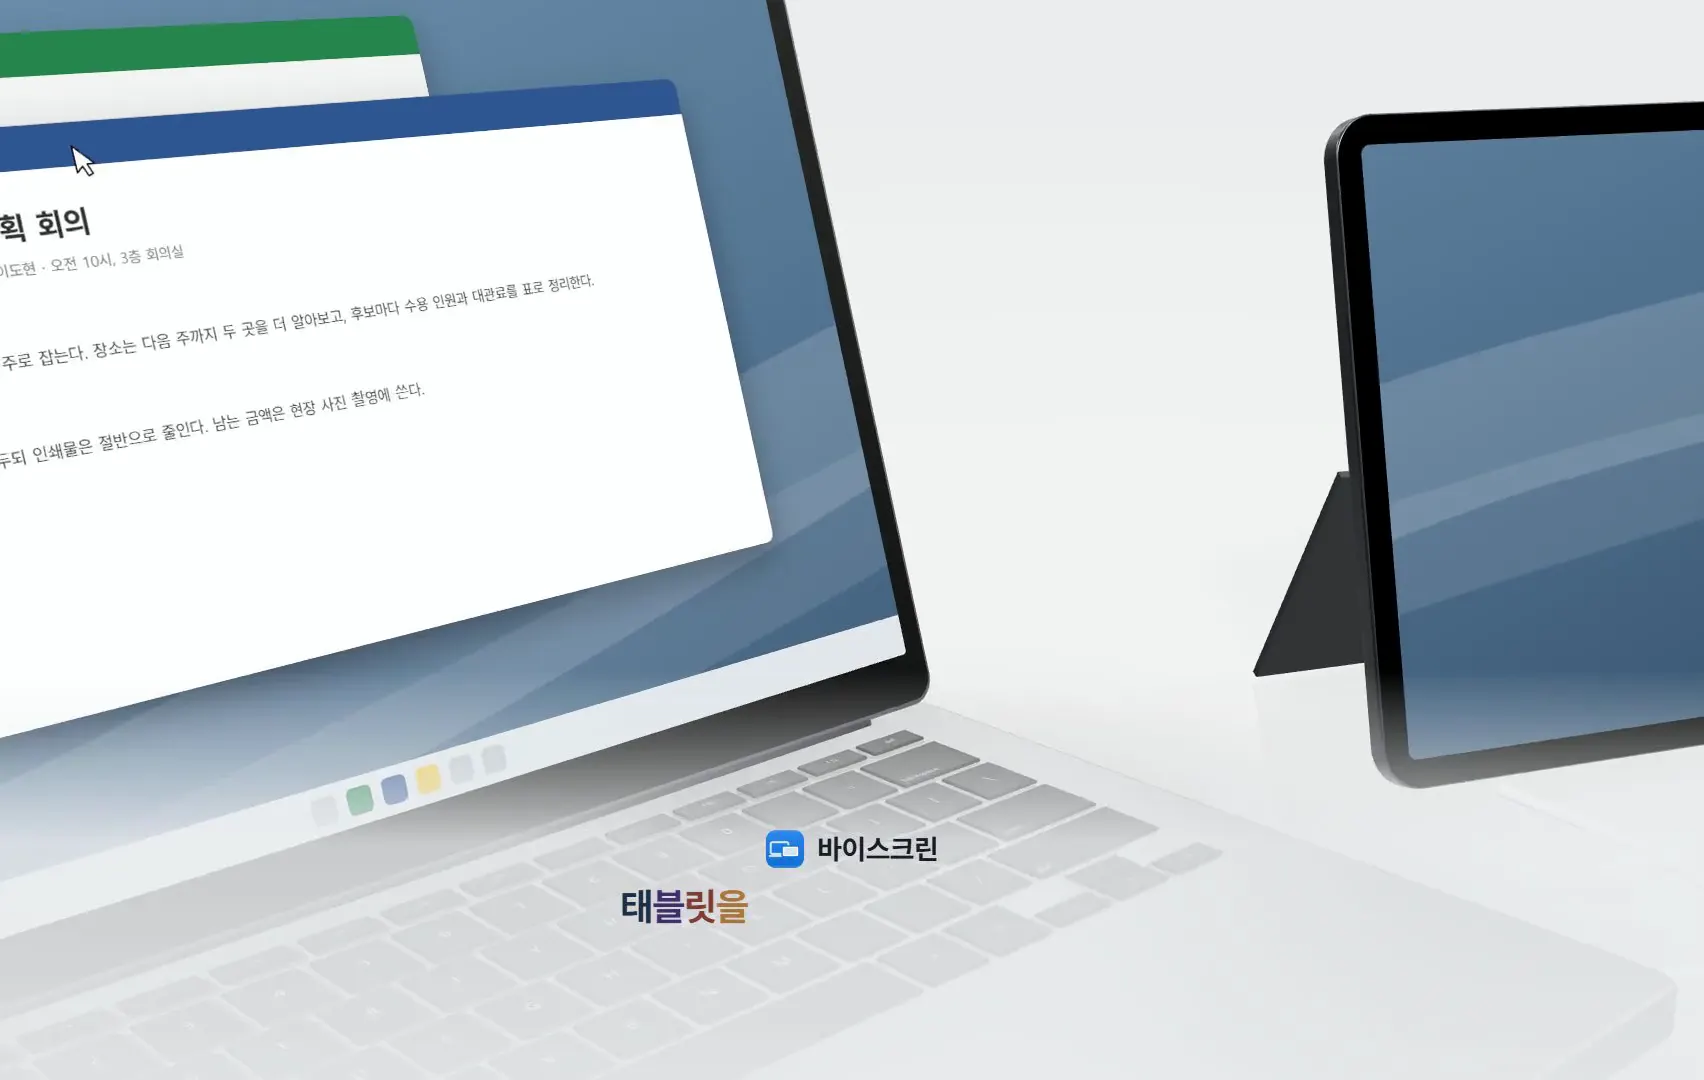 획 회의
이도현 · 오전 10시, 3층 회의실
주로 잡는다. 장소는 다음 주까지 두 곳을 더 알아보고, 후보마다 수용 인원과 대관료를 표로 정리한다.
두되 인쇄물은 절반으로 줄인다. 남는 금액은 현장 사진 촬영에 쓴다.
바이스크린
태블릿을